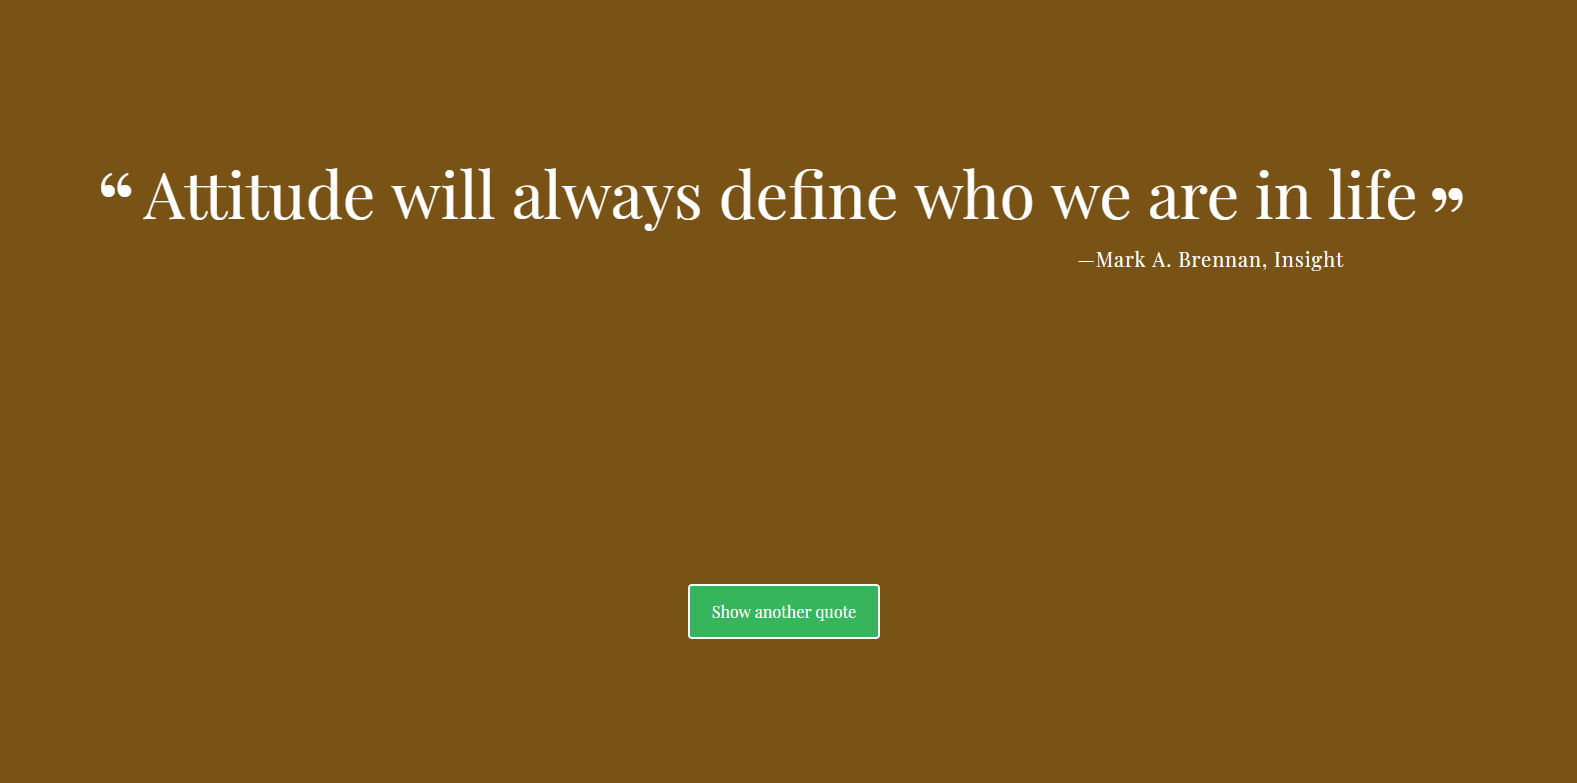 “ Attitude will always define who we are in life ”
—Mark A. Brennan, Insight
Show another quote